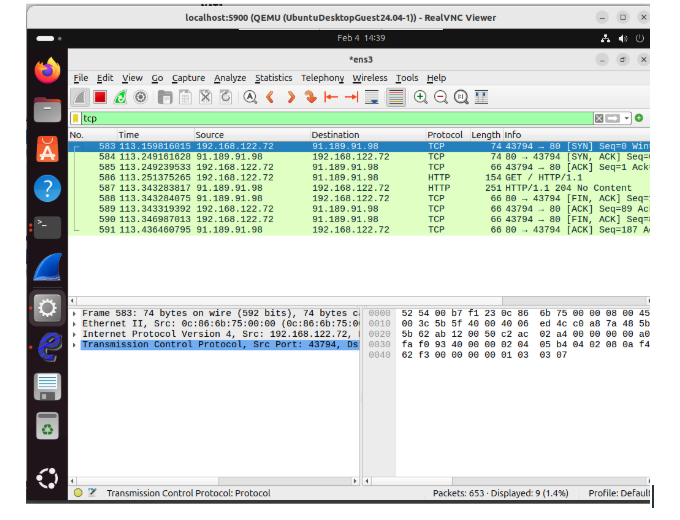 localhost:5900 (QEMU (UbuntuDesktopGuest24.04-1)) - RealVNC Viewer
Feb 4 14:39
*ens3
File Edit View Go Capture Analyze Statistics Telephony Wireless Tools Help
tcp
No. Time Source Destination Protocol Length Info
583 113.159816015 192.168.122.72 91.189.91.98 TCP 74 43794 → 80 [SYN] Seq=0 Win
584 113.249161628 91.189.91.98 192.168.122.72 TCP 74 80 → 43794 [SYN, ACK] Seq=
585 113.249239533 192.168.122.72 91.189.91.98 TCP 66 43794 → 80 [ACK] Seq=1 Ack
586 113.251375265 192.168.122.72 91.189.91.98 HTTP 154 GET / HTTP/1.1
587 113.343283817 91.189.91.98 192.168.122.72 HTTP 251 HTTP/1.1 204 No Content
588 113.343284075 91.189.91.98 192.168.122.72 TCP 66 80 → 43794 [FIN, ACK] Seq=
589 113.343319392 192.168.122.72 91.189.91.98 TCP 66 43794 → 80 [ACK] Seq=89 Ac
590 113.346987013 192.168.122.72 91.189.91.98 TCP 66 43794 → 80 [FIN, ACK] Seq=
591 113.436460795 91.189.91.98 192.168.122.72 TCP 66 80 → 43794 [ACK] Seq=187 A
Frame 583: 74 bytes on wire (592 bits), 74 bytes c
Ethernet II, Src: 0c:86:6b:75:00:00 (0c:86:6b:75:0
Internet Protocol Version 4, Src: 192.168.122.72,
Transmission Control Protocol, Src Port: 43794, Ds
0000 52 54 00 b7 f1 23 0c 86 6b 75 00 00 08 00 45
0010 00 3c 5b 5f 40 00 40 06 ed 4c c0 a8 7a 48 5b
0020 5b 62 ab 12 00 50 c2 ac 02 a4 00 00 00 00 a0
0030 fa f0 93 40 00 00 02 04 05 b4 04 02 08 0a f4
0040 62 f3 00 00 00 00 01 03 03 07
Transmission Control Protocol: Protocol Packets: 653 · Displayed: 9 (1.4%) Profile: Default